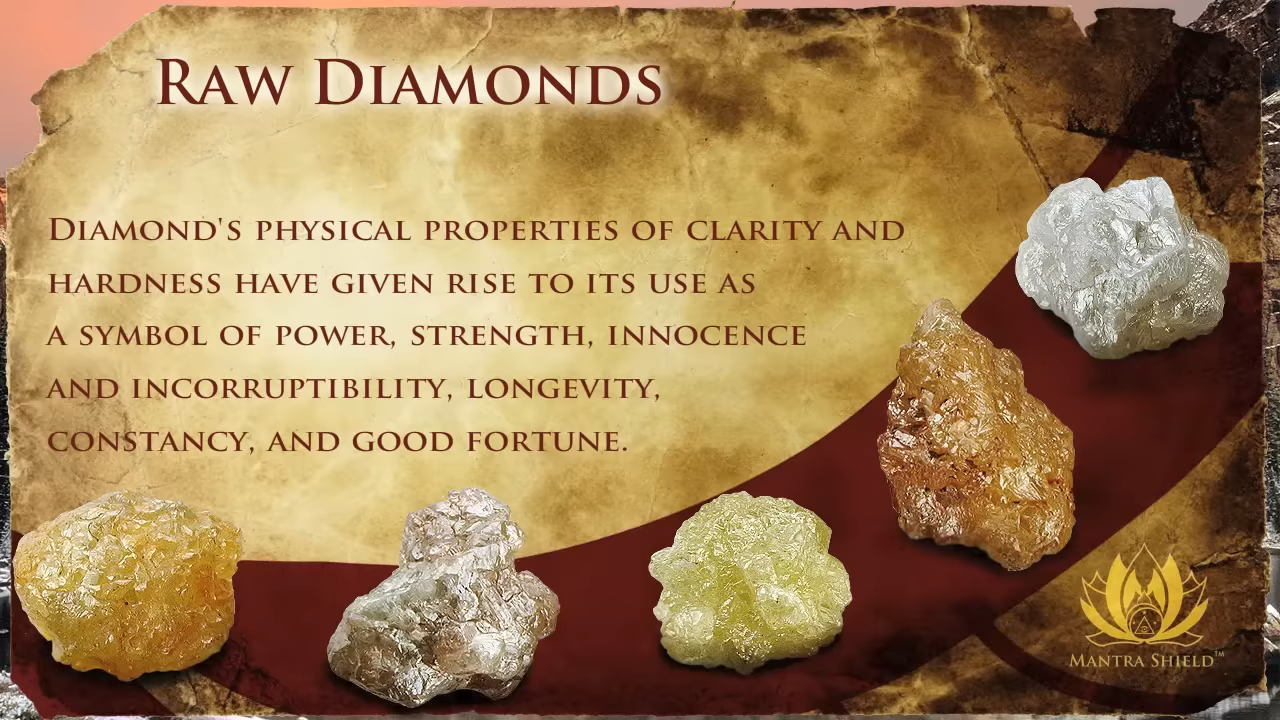 Raw Diamonds
Diamond's physical properties of clarity and
hardness have given rise to its use as
a symbol of power, strength, innocence
and incorruptibility, longevity,
constancy, and good fortune.
Mantra Shield™